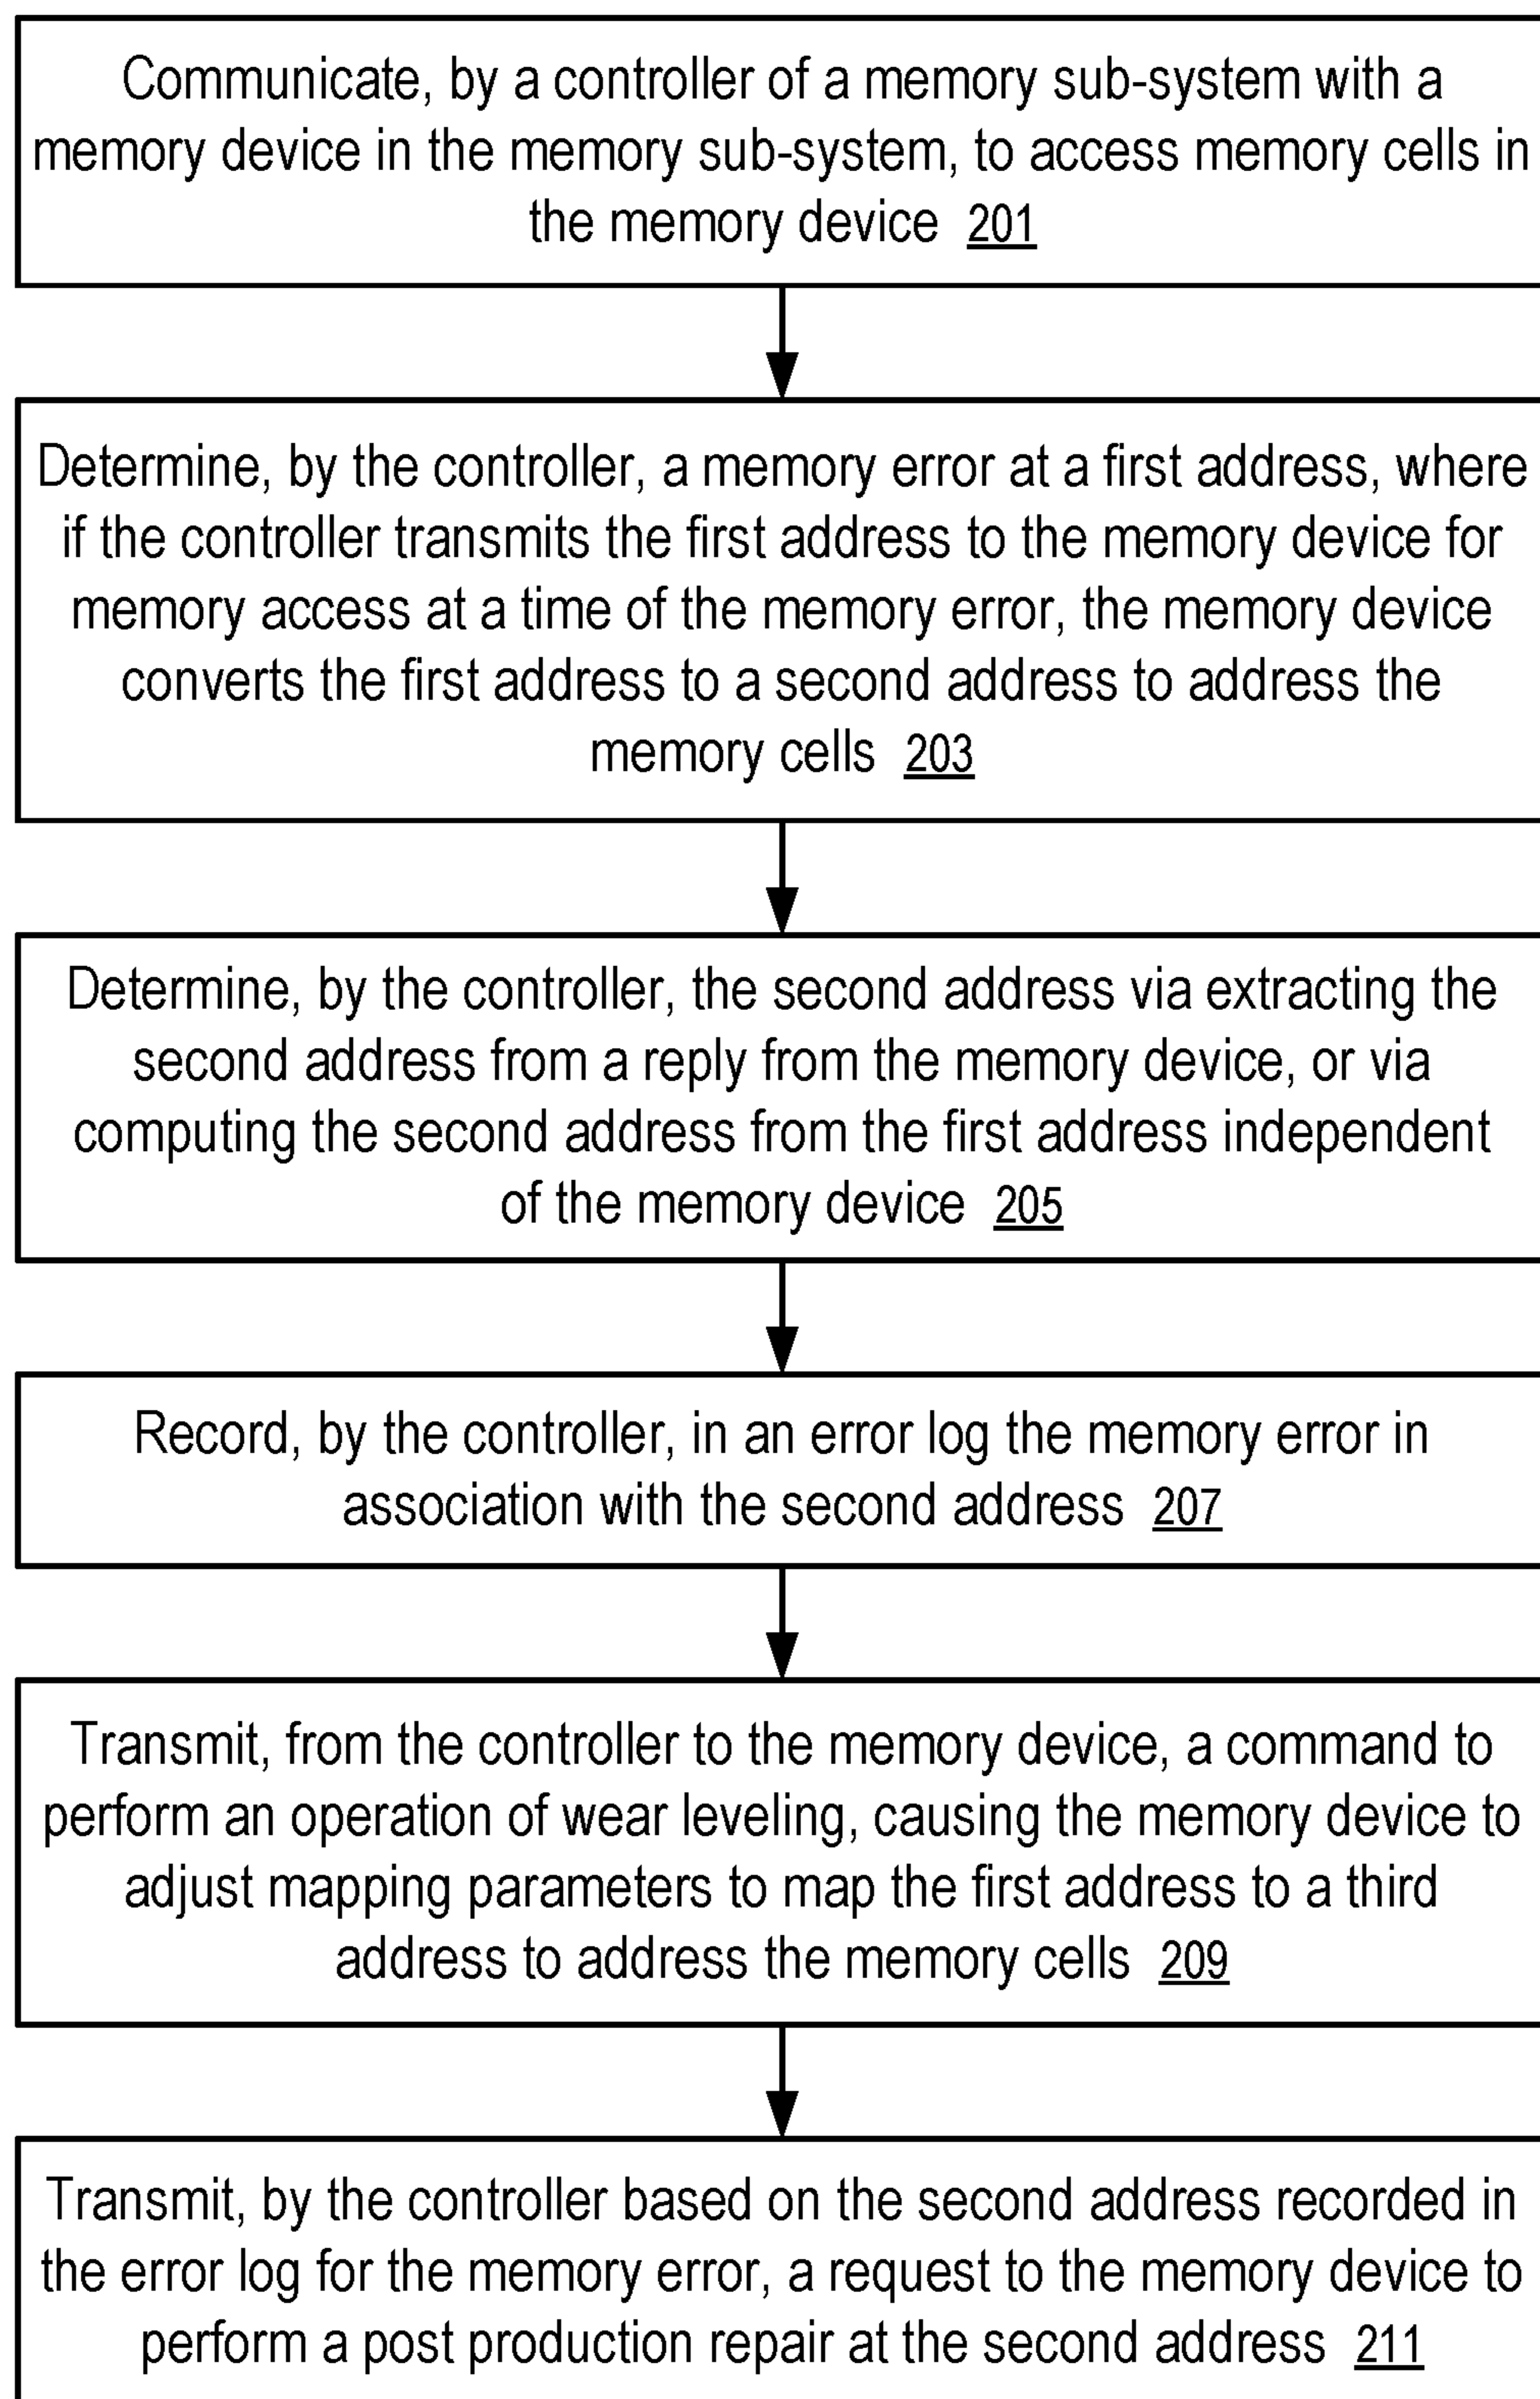 Communicate, by a controller of a memory sub-system with a
memory device in the memory sub-system, to access memory cells in
the memory device 201
Determine, by the controller, a memory error at a first address, where
if the controller transmits the first address to the memory device for
memory access at a time of the memory error, the memory device
converts the first address to a second address to address the
memory cells 203
Determine, by the controller, the second address via extracting the
second address from a reply from the memory device, or via
computing the second address from the first address independent
of the memory device 205
Record, by the controller, in an error log the memory error in
association with the second address 207
Transmit, from the controller to the memory device, a command to
perform an operation of wear leveling, causing the memory device to
adjust mapping parameters to map the first address to a third
address to address the memory cells 209
Transmit, by the controller based on the second address recorded in
the error log for the memory error, a request to the memory device to
perform a post production repair at the second address 211